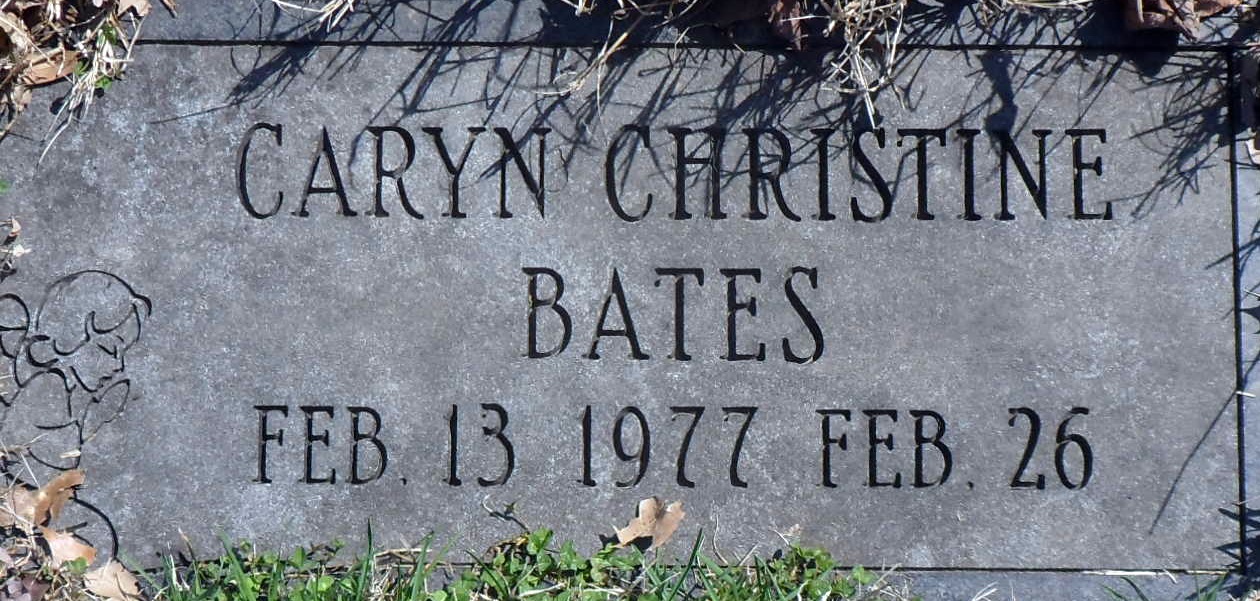 CARYN CHRISTINE
BATES
FEB. 13 1977 FEB. 26